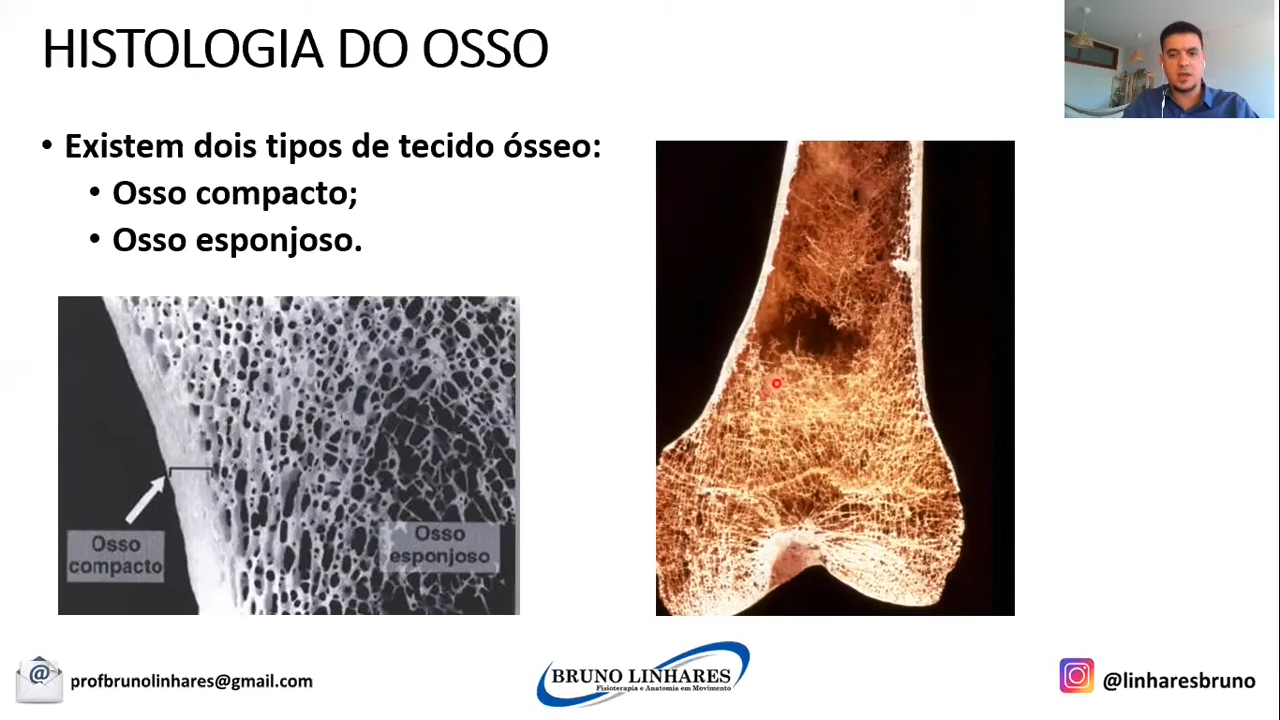 HISTOLOGIA DO OSSO
• Existem dois tipos de tecido ósseo:
• Osso compacto;
• Osso esponjoso.
Osso
compacto
Osso
esponjoso
profbrunolinhares@gmail.com
BRUNO LINHARES
Fisioterapia e Anatomia em Movimento
@linharesbruno